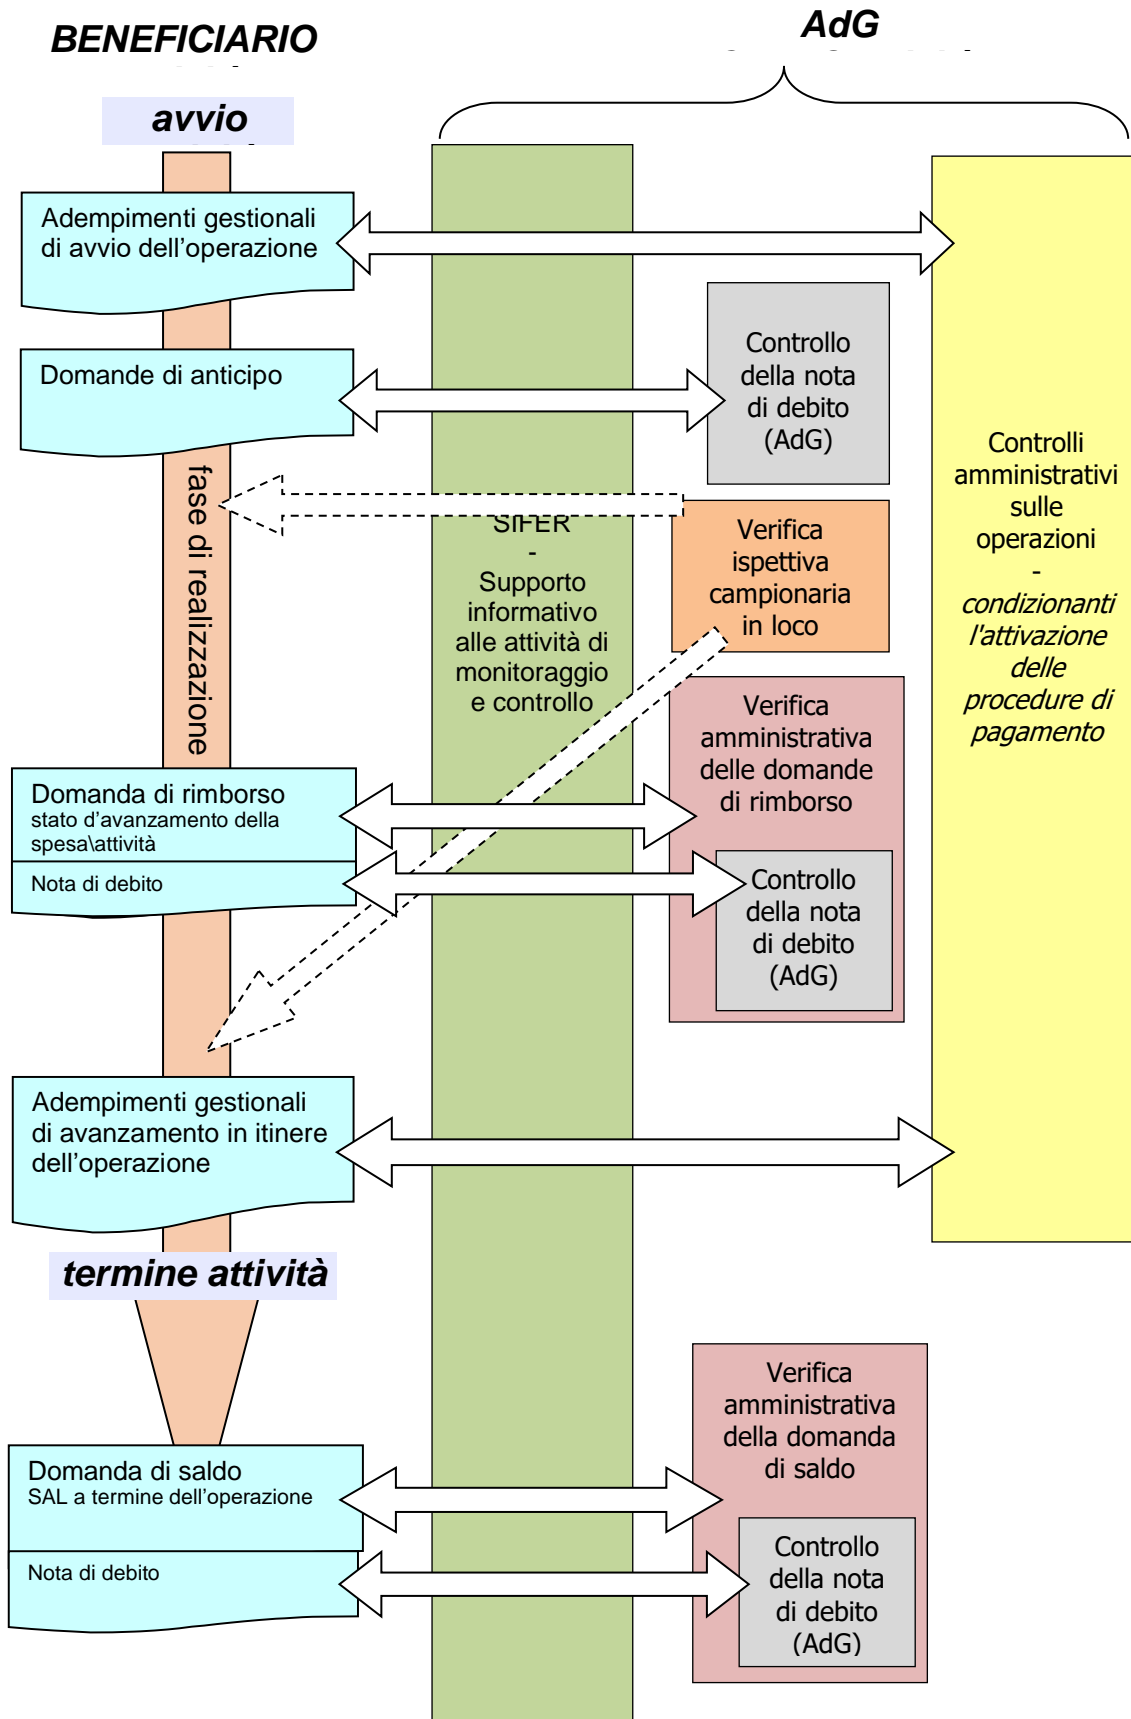 BENEFICIARIO
AdG
avvio
Adempimenti gestionali
di avvio dell’operazione
Domande di anticipo
Controllo
della nota
di debito
(AdG)
fase di realizzazione
SIFER
-
Supporto
informativo
alle attività di
monitoraggio
e controllo
Verifica
ispettiva
campionaria
in loco
Controlli
amministrativi
sulle
operazioni
-
condizionanti
l'attivazione
delle
procedure di
pagamento
Verifica
amministrativa
delle domande
di rimborso
Domanda di rimborso
stato d’avanzamento della
spesa\attività
Nota di debito
Controllo
della nota
di debito
(AdG)
Adempimenti gestionali
di avanzamento in itinere
dell’operazione
termine attività
Verifica
amministrativa
della domanda
di saldo
Domanda di saldo
SAL a termine dell’operazione
Nota di debito
Controllo
della nota
di debito
(AdG)